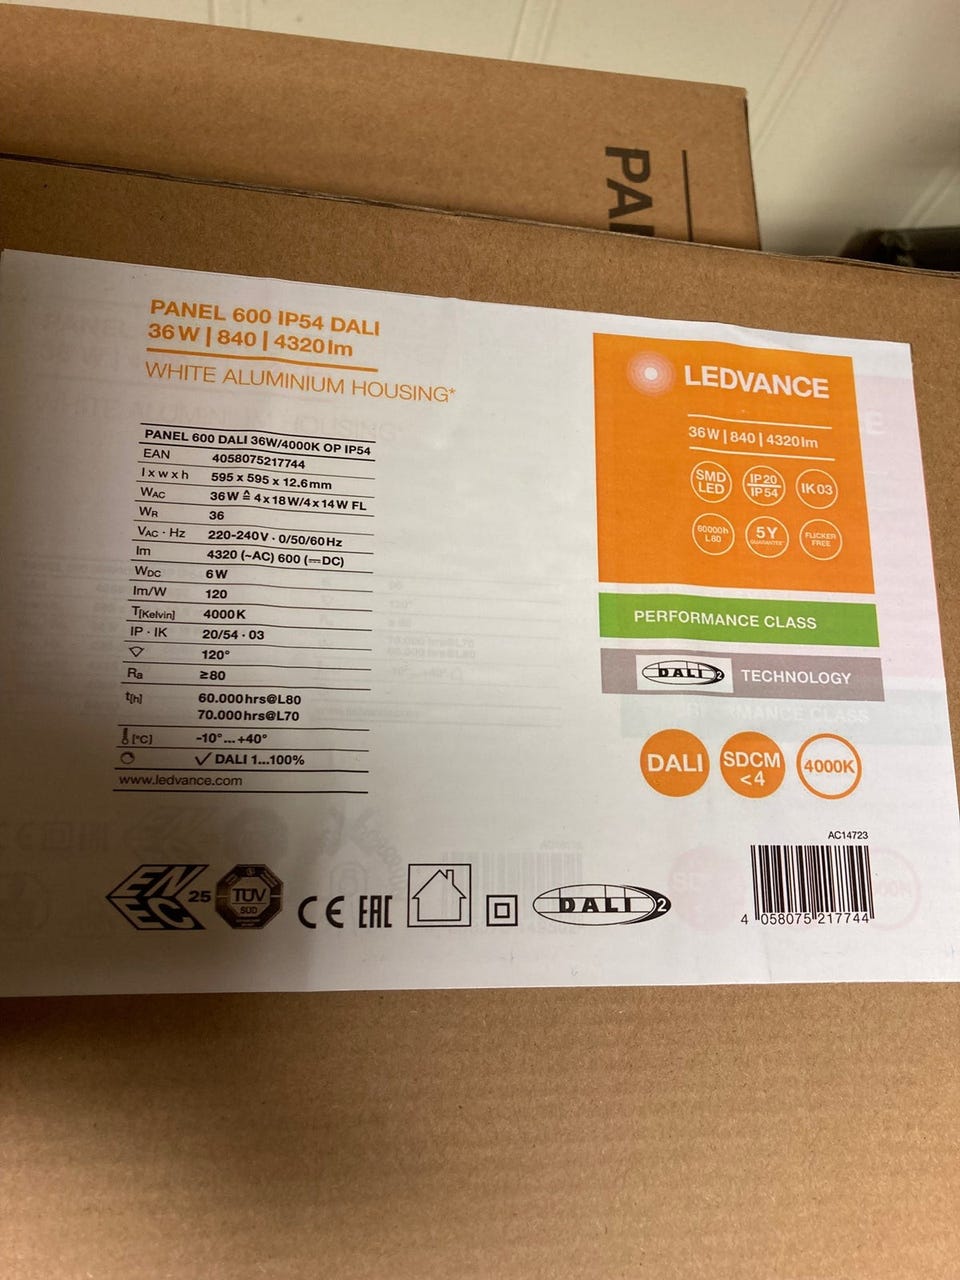 PA
PANEL 600 IP54 DALI
36W | 840 | 4320lm
WHITE ALUMINIUM HOUSING*
PANEL 600 DALI 36W/4000K OP IP54
EAN 4058075217744
l x w x h 595 x 595 x 12.6mm
WAC 36W ≙ 4x18W/4x14W FL
WR 36
VAC · Hz 220-240V · 0/50/60Hz
lm 4320 (~AC) 600 (⎓DC)
WDC 6W
lm/W 120
T[Kelvin] 4000K
IP · IK 20/54 · 03
120°
Ra ≥80
t[h] 60.000hrs@L80
70.000hrs@L70
[°C] -10°...+40°
✓ DALI 1...100%
www.ledvance.com
LEDVANCE
36W | 840 | 4320lm
SMD LED
IP20 IP54
IK03
60000h L80
5Y GUARANTEE*
FLICKER FREE
PERFORMANCE CLASS
DALI 2 TECHNOLOGY
DALI
SDCM <4
4000K
AC14723
4 058075 217744
ENEC 25
TÜV SÜD
CE
EAC
DALI 2